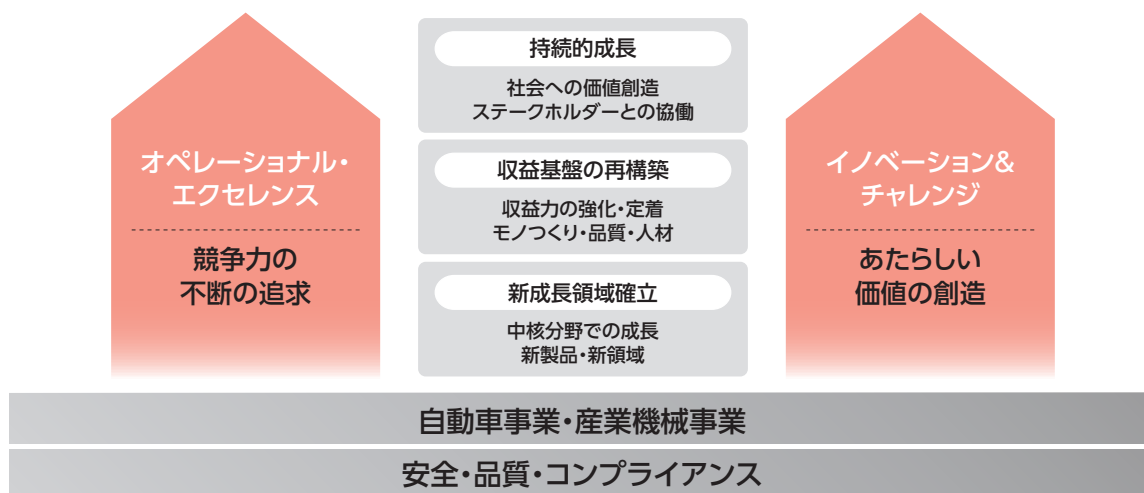 オペレーショナル・
エクセレンス
競争力の
不断の追求
持続的成長
社会への価値創造
ステークホルダーとの協働
収益基盤の再構築
収益力の強化・定着
モノつくり・品質・人材
新成長領域確立
中核分野での成長
新製品・新領域
イノベーション&
チャレンジ
あたらしい
価値の創造
自動車事業・産業機械事業
安全・品質・コンプライアンス